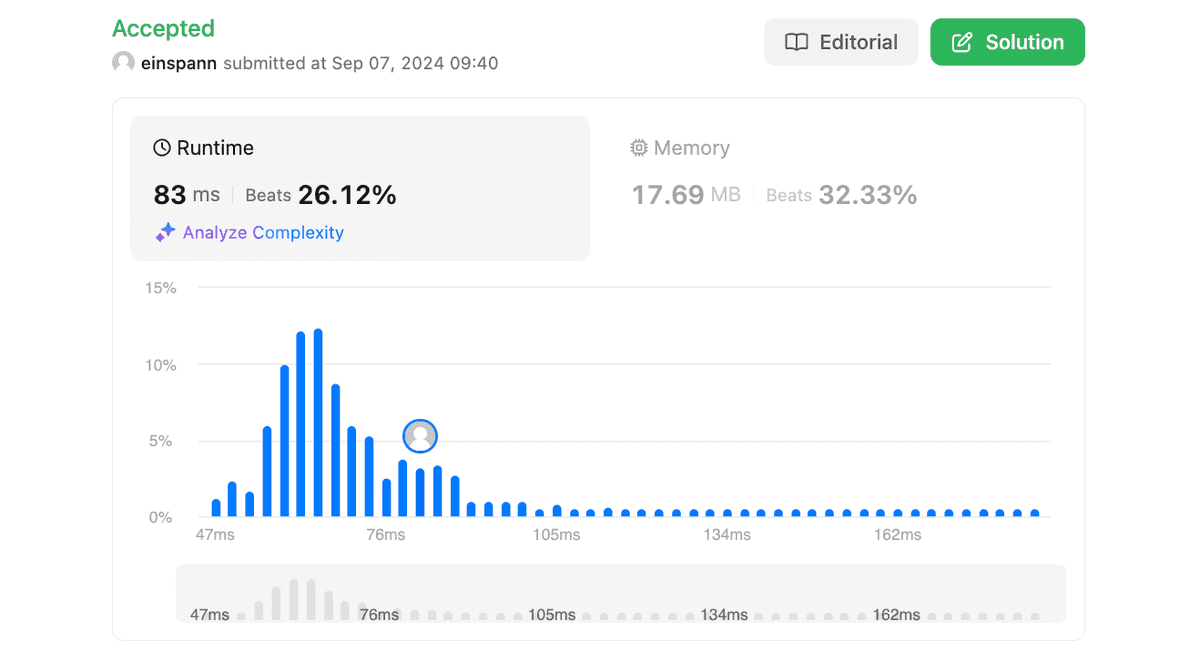 Accepted
einspann submitted at Sep 07, 2024 09:40
Editorial
Solution
Runtime
83 ms Beats 26.12%
Analyze Complexity
Memory
17.69 MB Beats 32.33%
15%
10%
5%
0%
47ms 76ms 105ms 134ms 162ms
47ms 76ms 105ms 134ms 162ms